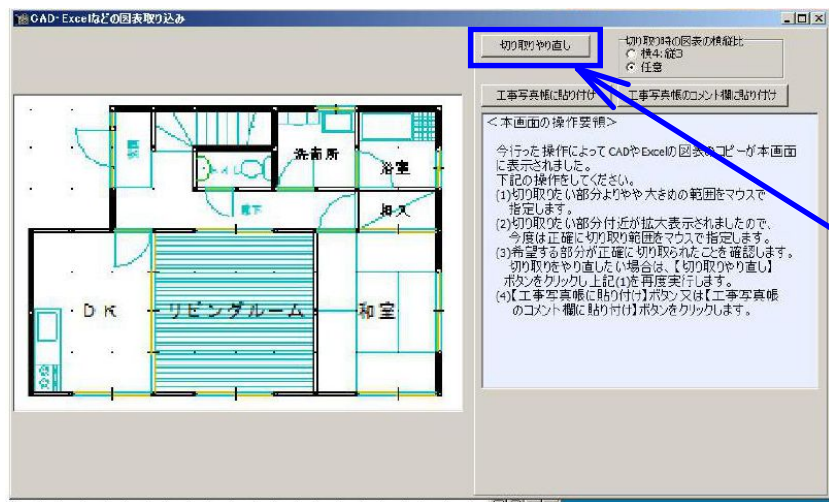 CAD・Excelなどの図表取り込み
切り取りやり直し
切り取り時の図表の横縦比
横4:縦3
任意
工事写真帳に貼り付け
工事写真帳のコメント欄に貼り付け
＜本画面の操作要領＞
今行った操作によってCADやExcelの図表のコピーが本画面
に表示されました。
下記の操作をしてください。
(1)切り取りたい部分よりやや大きめの範囲をマウスで
指定します。
(2)切り取りたい部分付近が拡大表示されましたので、
今度は正確に切り取り範囲をマウスで指定します。
(3)希望する部分が正確に切り取られたことを確認します。
切り取りをやり直したい場合は、【切り取りやり直し】
ボタンをクリックし上記(1)を再度実行します。
(4)【工事写真帳に貼り付け】ボタン又は【工事写真帳
のコメント欄に貼り付け】ボタンをクリックします。
玄関
トイレ
洗面所
浴室
廊下
押入
DK
リビングルーム
和室